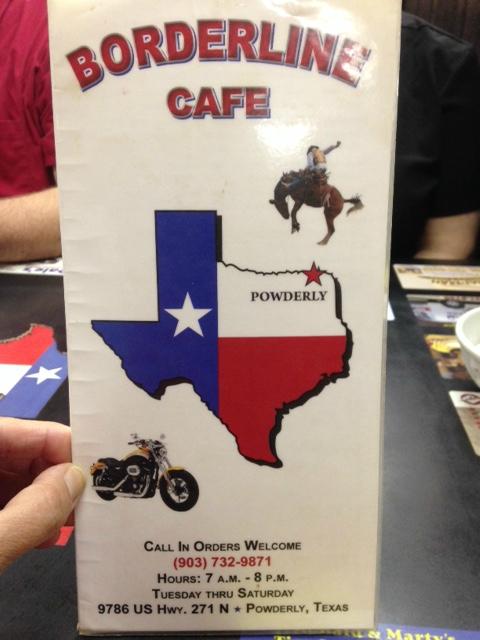 BORDERLINE
CAFE
POWDERLY
CALL IN ORDERS WELCOME
(903) 732-9871
HOURS: 7 A.M. - 8 P.M.
TUESDAY THRU SATURDAY
9786 US HWY. 271 N ★ POWDERLY, TEXAS
& Marty's